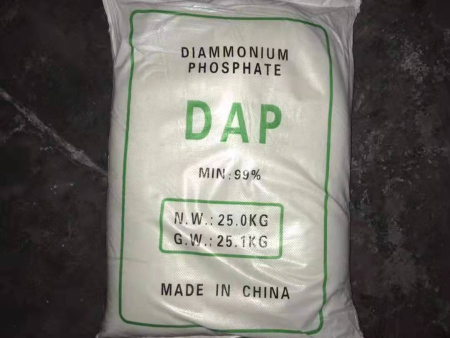 DIAMMONIUM
PHOSPHATE
DAP
MIN:99%
N.W.: 25.0KG
G.W.: 25.1KG
MADE IN CHINA